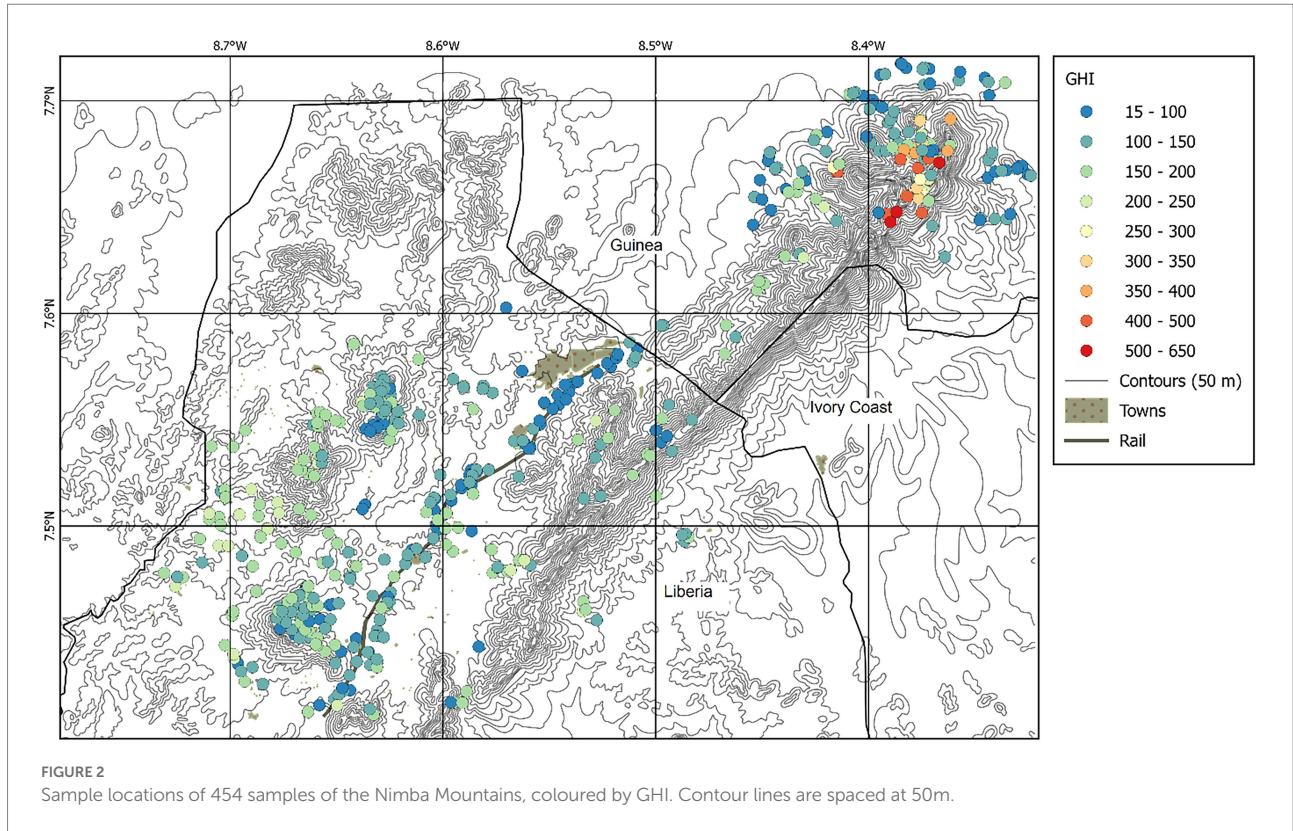 8.7°W 8.6°W 8.5°W 8.4°W
7.7°N
7.6°N
7.5°N
Guinea
Ivory Coast
Liberia
GHI
15 - 100
100 - 150
150 - 200
200 - 250
250 - 300
300 - 350
350 - 400
400 - 500
500 - 650
Contours (50 m)
Towns
Rail
FIGURE 2
Sample locations of 454 samples of the Nimba Mountains, coloured by GHI. Contour lines are spaced at 50m.